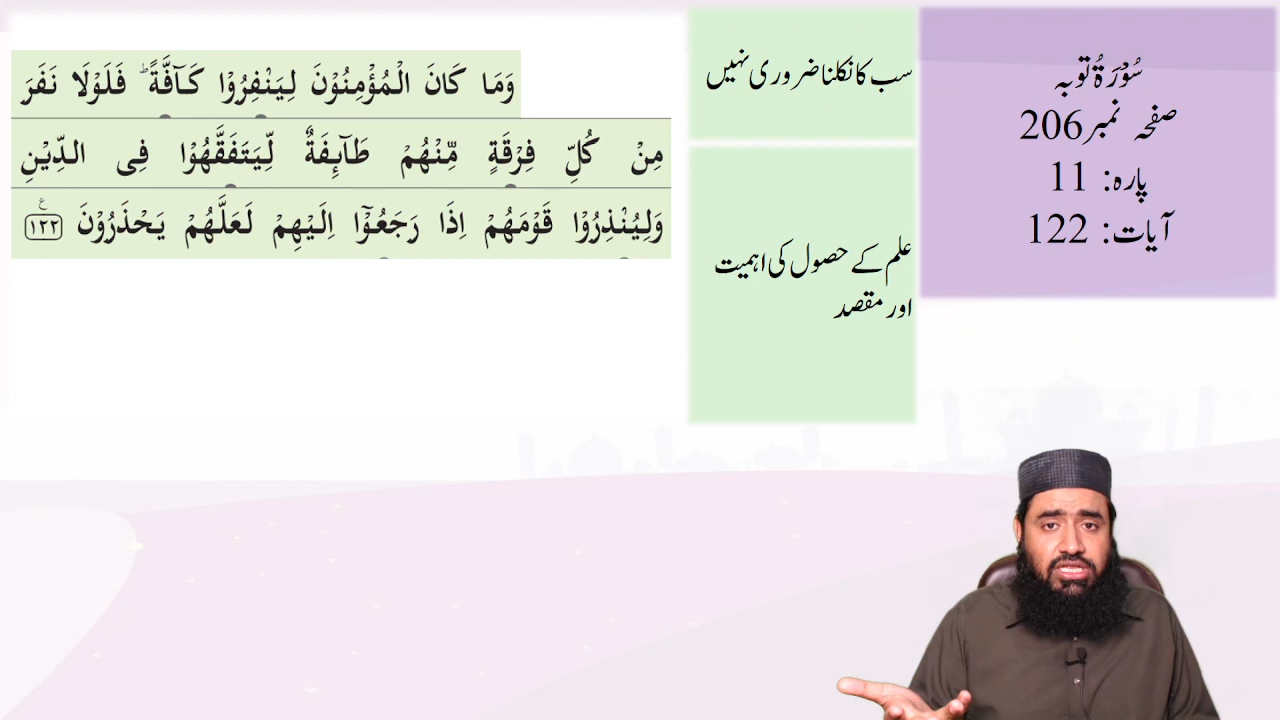 سُوْرَةُ توبہ
صفحہ نمبر 206
پارہ: 11
آیات: 122
سب کا نکلنا ضروری نہیں
علم کے حصول کی اہمیت
اور مقصد
وَمَا كَانَ الْمُؤْمِنُوْنَ لِيَنْفِرُوْا كَآفَّةً ؕ فَلَوْلَا نَفَرَ
مِنْ كُلِّ فِرْقَةٍ مِّنْهُمْ طَآىِٕفَةٌ لِّيَتَفَقَّهُوْا فِى الدِّيْنِ
وَلِيُنْذِرُوْا قَوْمَهُمْ اِذَا رَجَعُوْٓا اِلَيْهِمْ لَعَلَّهُمْ يَحْذَرُوْنَ ١٢٢ ع